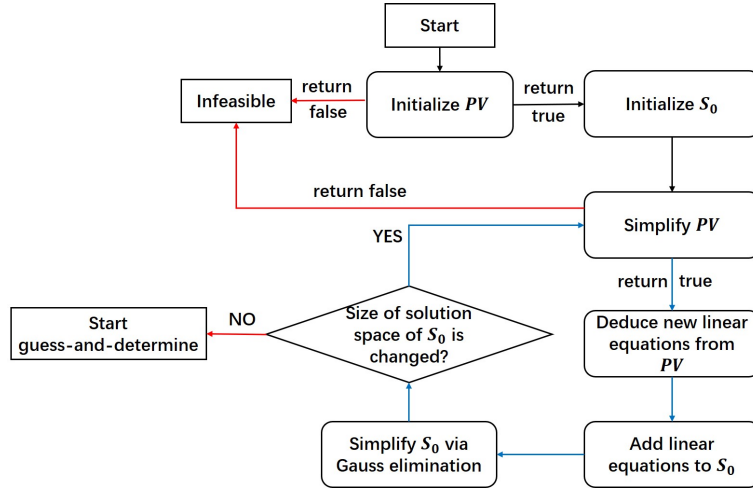 Start
Infeasible
return
false
Initialize PV
return
true
Initialize S₀
return false
Simplify PV
YES
return true
Size of solution
space of S₀ is
changed?
NO
Start
guess-and-determine
Deduce new linear
equations from
PV
Simplify S₀ via
Gauss elimination
Add linear
equations to S₀